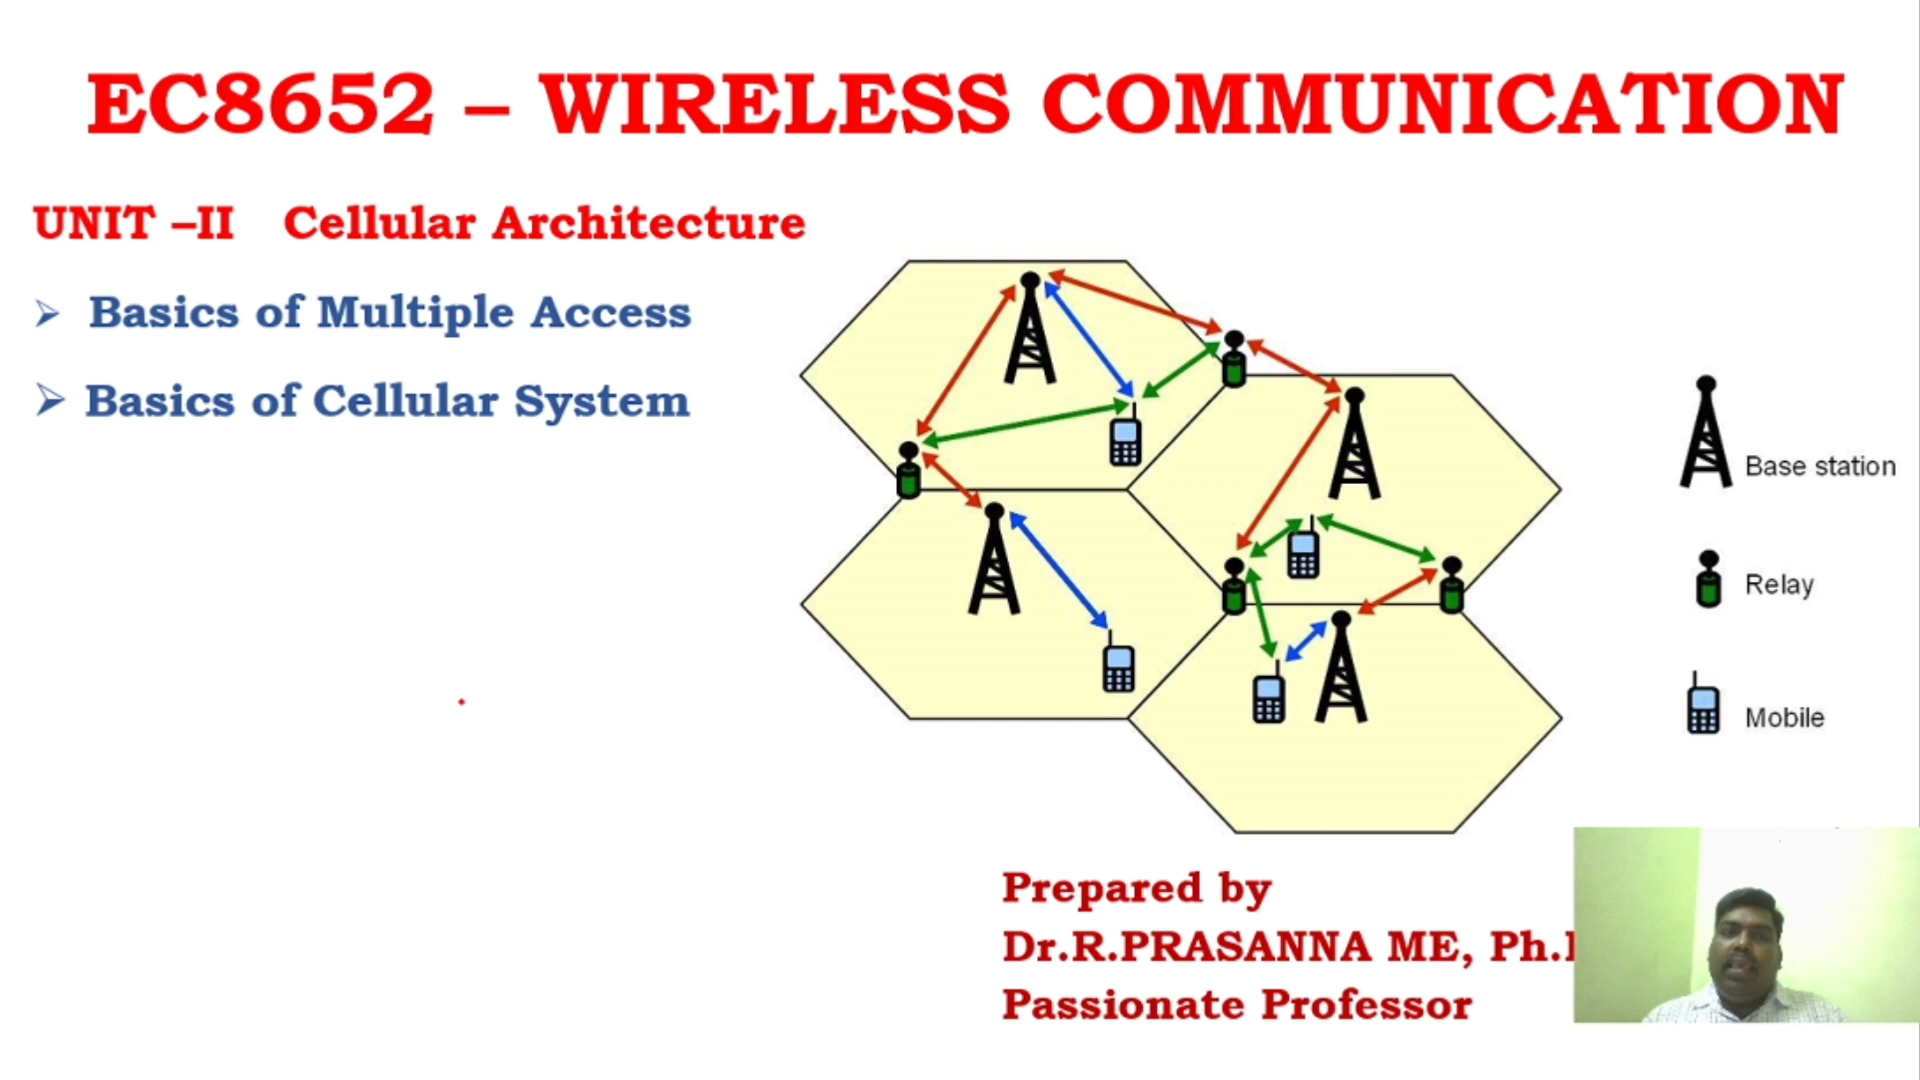 EC8652 – WIRELESS COMMUNICATION
UNIT –II Cellular Architecture
➢ Basics of Multiple Access
➢ Basics of Cellular System
Base station
Relay
Mobile
Prepared by
Dr.R.PRASANNA ME,
Passionate Professor